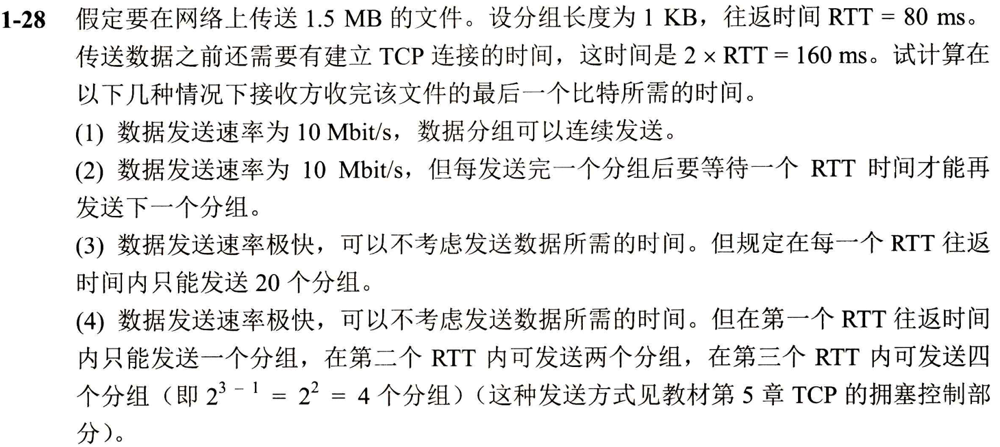 1-28 假定要在网络上传送 1.5 MB 的文件。设分组长度为 1 KB，往返时间 RTT = 80 ms。
传送数据之前还需要有建立 TCP 连接的时间，这时间是 2 × RTT = 160 ms。试计算在
以下几种情况下接收方收完该文件的最后一个比特所需的时间。
(1) 数据发送速率为 10 Mbit/s，数据分组可以连续发送。
(2) 数据发送速率为 10 Mbit/s，但每发送完一个分组后要等待一个 RTT 时间才能再
发送下一个分组。
(3) 数据发送速率极快，可以不考虑发送数据所需的时间。但规定在每一个 RTT 往返
时间内只能发送 20 个分组。
(4) 数据发送速率极快，可以不考虑发送数据所需的时间。但在第一个 RTT 往返时间
内只能发送一个分组，在第二个 RTT 内可发送两个分组，在第三个 RTT 内可发送四
个分组（即 2³⁻¹ = 2² = 4 个分组）（这种发送方式见教材第 5 章 TCP 的拥塞控制部
分）。